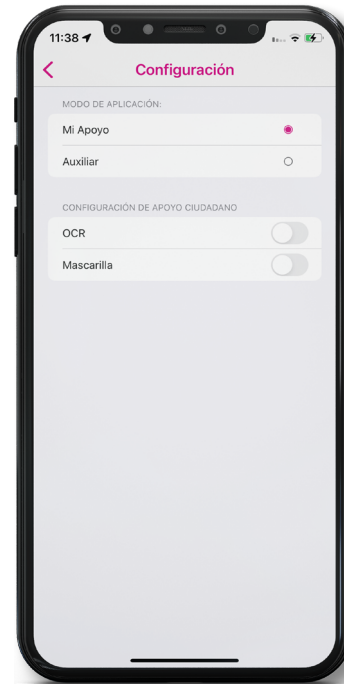 11:38
Configuración
MODO DE APLICACIÓN:
Mi Apoyo
Auxiliar
CONFIGURACIÓN DE APOYO CIUDADANO
OCR
Mascarilla